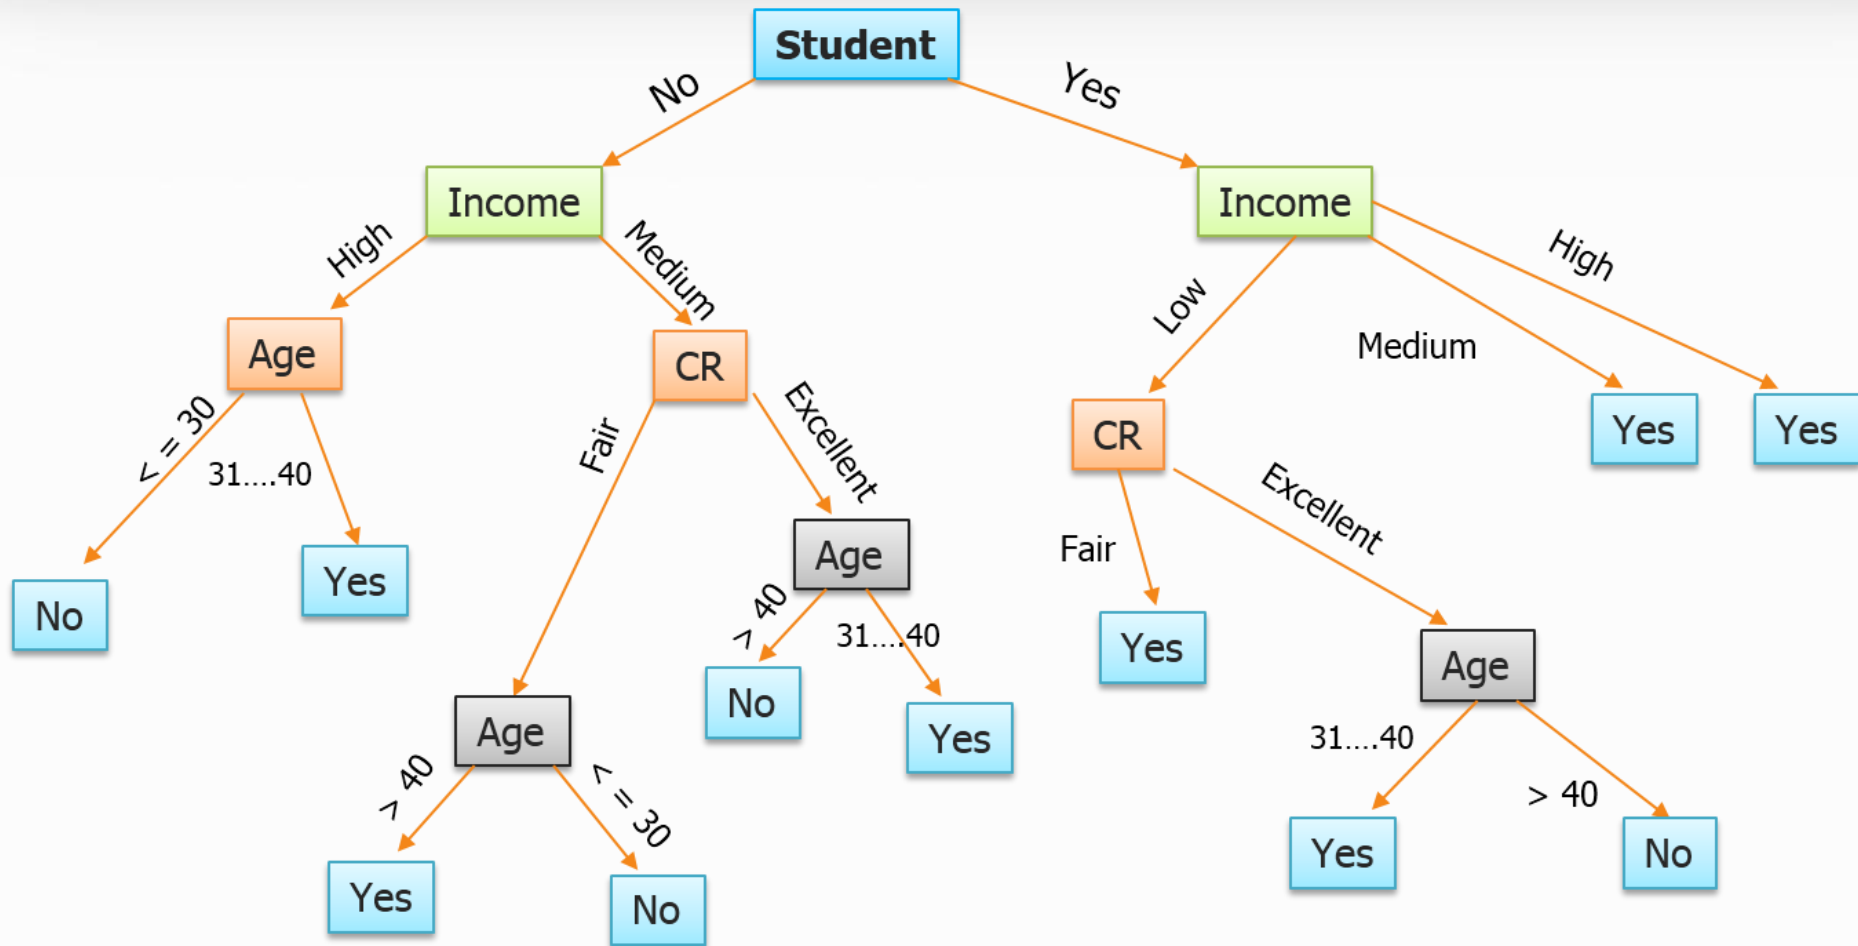 Student
No
Yes
Income
Income
High
Medium
Low
Medium
High
Age
CR
CR
Yes
Yes
< = 30
31....40
Fair
Excellent
Fair
Excellent
No
Yes
Age
Yes
Age
> 40
31....40
No
Yes
31....40
> 40
Age
> 40
< = 30
Yes
No
Yes
No